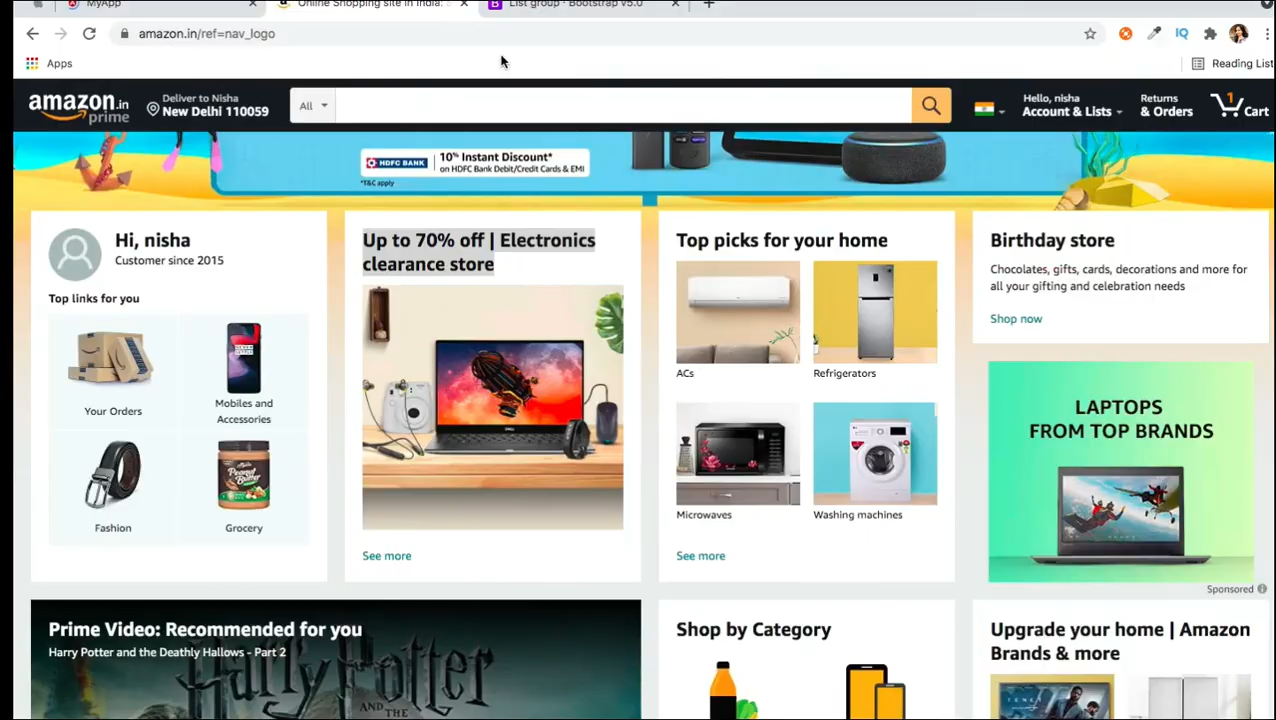 MyApp
Online Shopping site in India:
List group · Bootstrap v5.0
amazon.in/ref=nav_logo
Apps
Reading List
amazon.in
prime
Deliver to Nisha
New Delhi 110059
All
Hello, nisha
Account & Lists
Returns
& Orders
1
Cart
HDFC BANK
10% Instant Discount*
on HDFC Bank Debit/Credit Cards & EMI
*T&C apply
Hi, nisha
Customer since 2015
Top links for you
Your Orders
Mobiles and
Accessories
Fashion
Grocery
Up to 70% off | Electronics
clearance store
See more
Top picks for your home
ACs
Refrigerators
Microwaves
Washing machines
See more
Birthday store
Chocolates, gifts, cards, decorations and more for
all your gifting and celebration needs
Shop now
LAPTOPS
FROM TOP BRANDS
Sponsored
Prime Video: Recommended for you
Harry Potter and the Deathly Hallows - Part 2
Harry Potter
AND THE
Shop by Category
Upgrade your home | Amazon
Brands & more
TENET